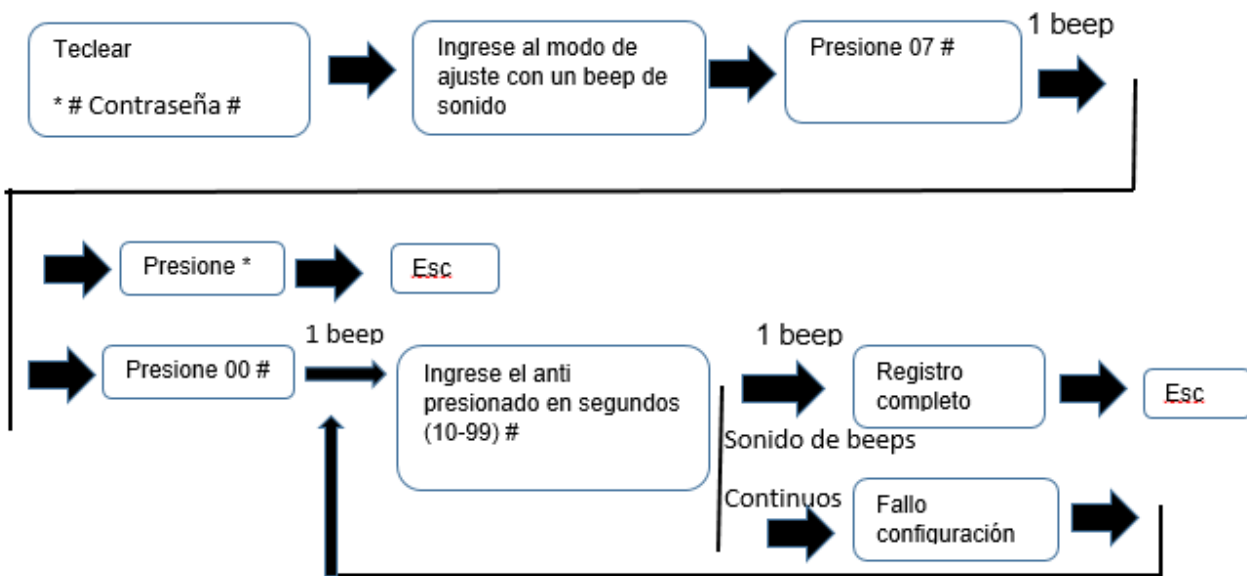 Teclear
* # Contraseña #
Ingrese al modo de
ajuste con un beep de
sonido
Presione 07 #
1 beep
Presione *
Esc
Presione 00 #
1 beep
Ingrese el anti
presionado en segundos
(10-99) #
1 beep
Registro
completo
Esc
Sonido de beeps
Continuos
Fallo
configuración